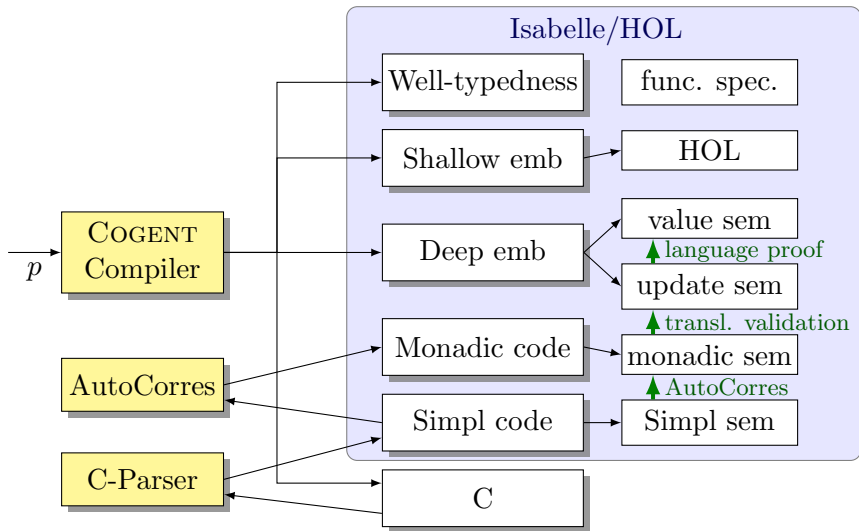 Isabelle/HOL
Well-typedness
func. spec.
Shallow emb
HOL
COGENT
Compiler
p
Deep emb
value sem
language proof
update sem
transl. validation
Monadic code
monadic sem
AutoCorres
AutoCorres
Simpl code
Simpl sem
C-Parser
C